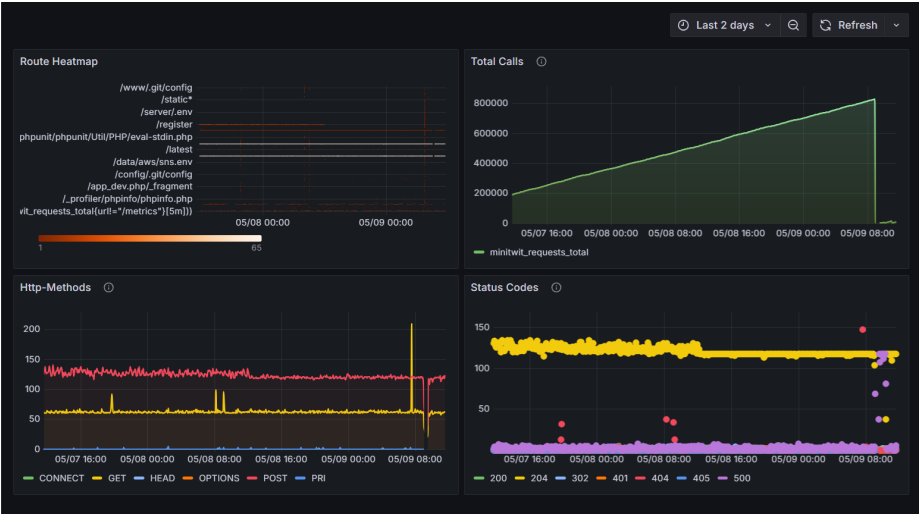 Last 2 days
Refresh
Route Heatmap
/www/.git/config
/static*
/server/.env
/register
phpunit/phpunit/Util/PHP/eval-stdin.php
/latest
/data/aws/sns.env
/config/.git/config
/app_dev.php/_fragment
/_profiler/phpinfo/phpinfo.php
wit_requests_total{url!="/metrics"}[5m]))
05/08 00:00 05/09 00:00
1 65
Total Calls
800000
600000
400000
200000
0
05/07 16:00 05/08 00:00 05/08 08:00 05/08 16:00 05/09 00:00 05/09 08:00
minitwit_requests_total
Http-Methods
200
150
100
50
0
05/07 16:00 05/08 00:00 05/08 08:00 05/08 16:00 05/09 00:00 05/09 08:00
CONNECT GET HEAD OPTIONS POST PRI
Status Codes
150
100
50
05/07 16:00 05/08 00:00 05/08 08:00 05/08 16:00 05/09 00:00 05/09 08:00
200 204 302 401 404 405 500